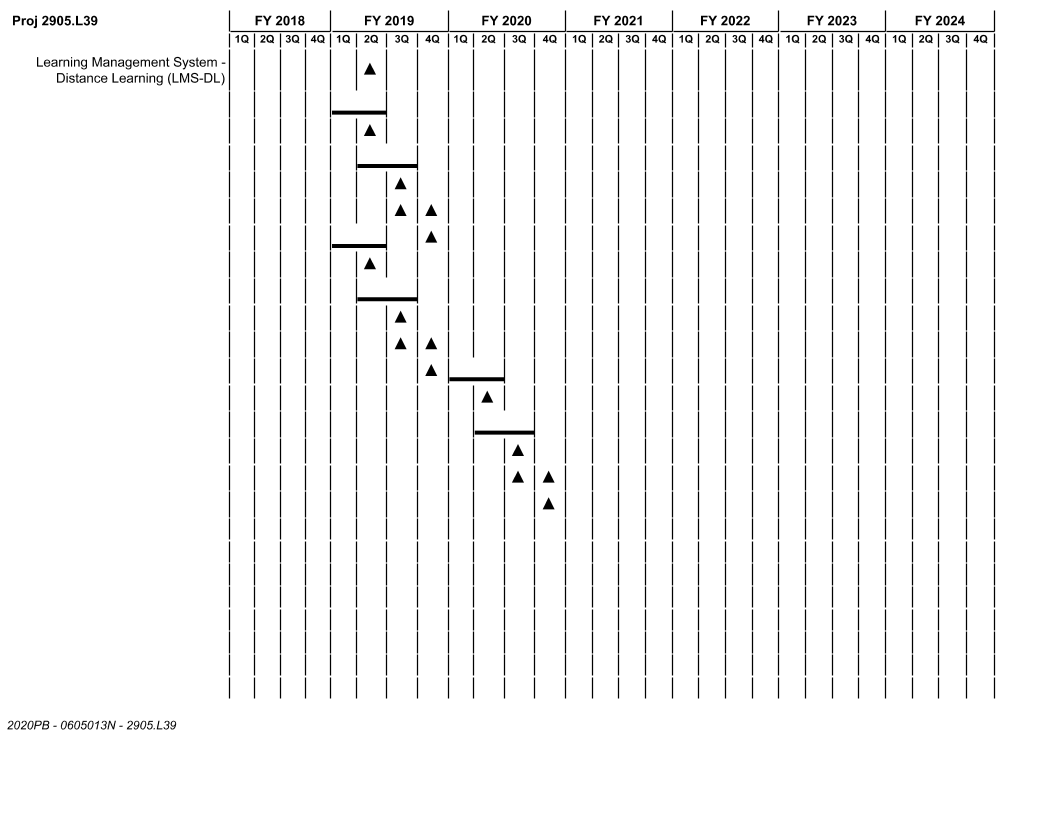 Proj 2905.L39
FY 2018 FY 2019 FY 2020 FY 2021 FY 2022 FY 2023 FY 2024
1Q 2Q 3Q 4Q 1Q 2Q 3Q 4Q 1Q 2Q 3Q 4Q 1Q 2Q 3Q 4Q 1Q 2Q 3Q 4Q 1Q 2Q 3Q 4Q 1Q 2Q 3Q 4Q
Learning Management System -
Distance Learning (LMS-DL)
2020PB - 0605013N - 2905.L39